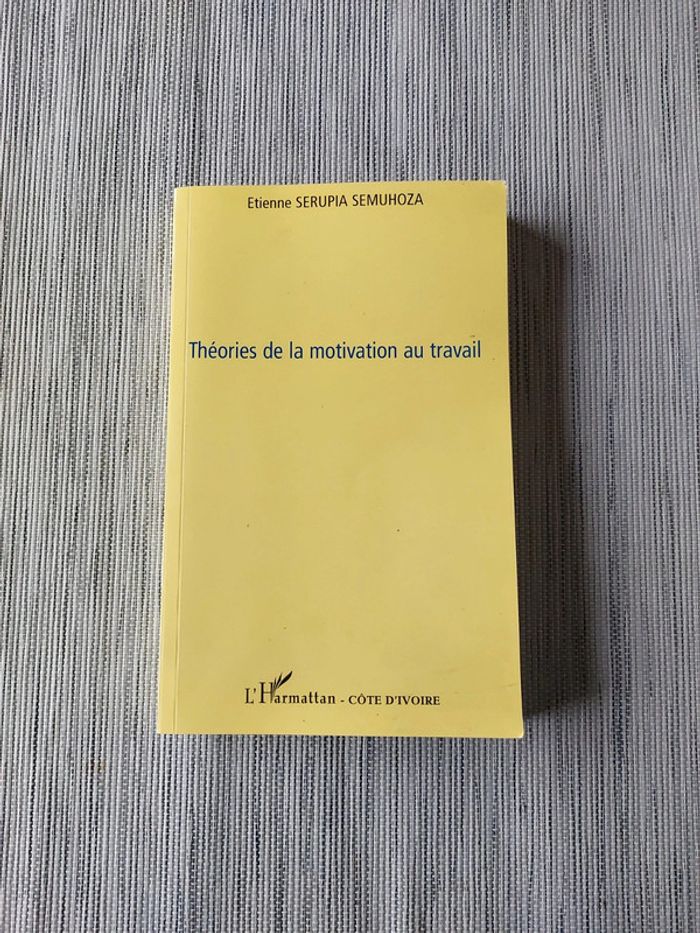 Etienne SERUPIA SEMUHOZA
Théories de la motivation au travail
L'Harmattan - CÔTE D'IVOIRE